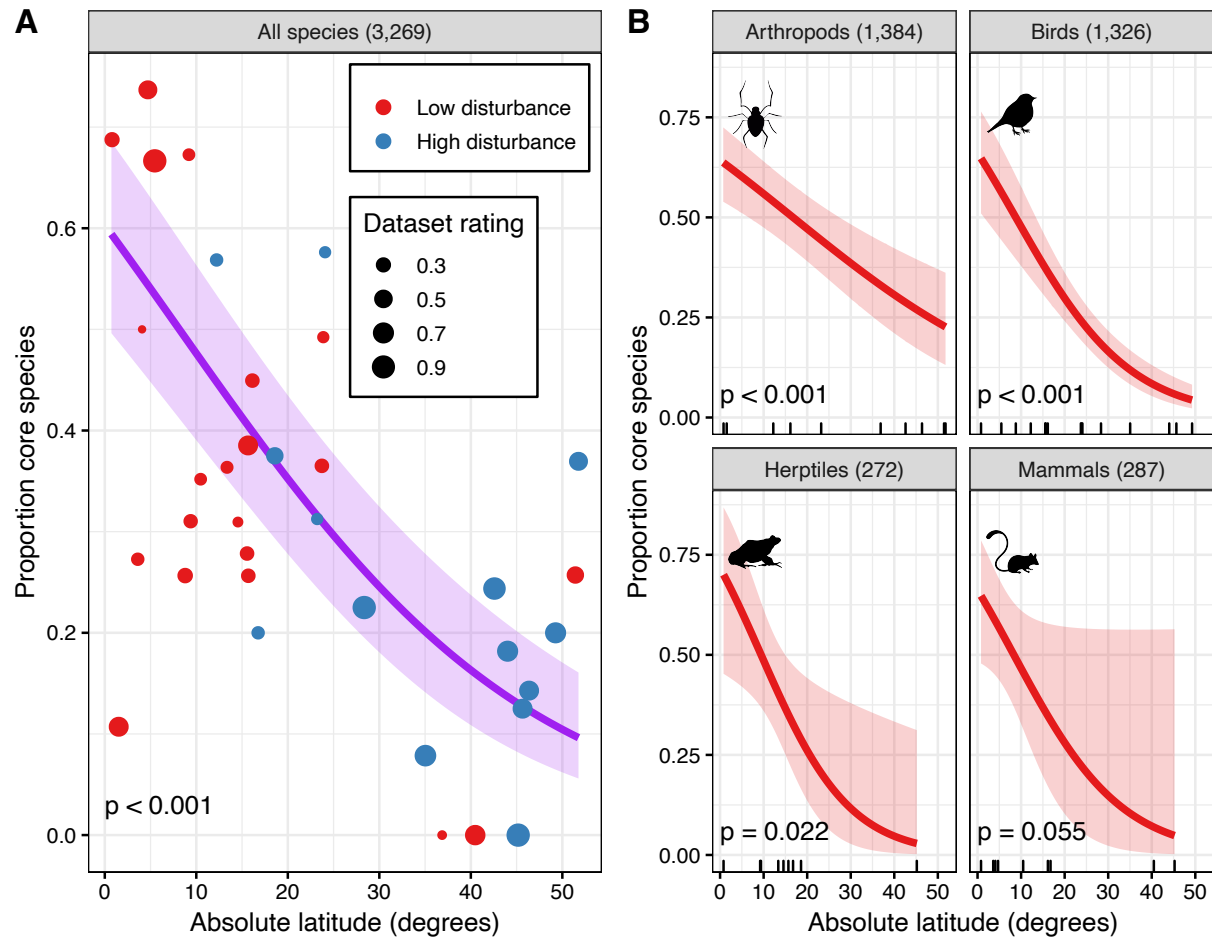 A
All species (3,269)
Low disturbance
High disturbance
Dataset rating
0.3
0.5
0.7
0.9
p < 0.001
Proportion core species
0.6
0.4
0.2
0.0
0 10 20 30 40 50
Absolute latitude (degrees)
B
Arthropods (1,384)
Birds (1,326)
Proportion core species
0.75
0.50
0.25
0.00
p < 0.001
p < 0.001
Herptiles (272)
Mammals (287)
0.75
0.50
0.25
0.00
p = 0.022
p = 0.055
0 10 20 30 40 50
0 10 20 30 40 50
Absolute latitude (degrees)